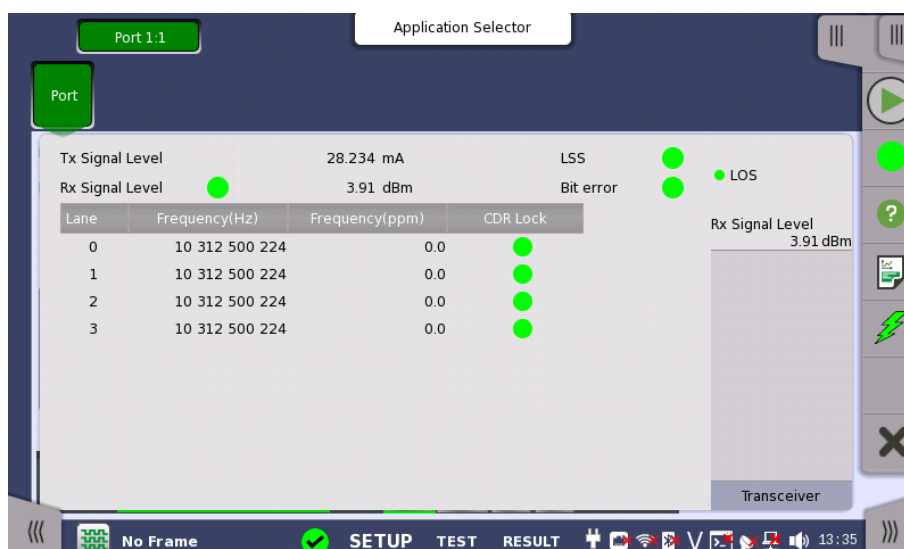 Port 1:1
Application Selector
Port
Tx Signal Level 28.234 mA LSS
Rx Signal Level 3.91 dBm Bit error
LOS
Lane Frequency(Hz) Frequency(ppm) CDR Lock
0 10 312 500 224 0.0
1 10 312 500 224 0.0
2 10 312 500 224 0.0
3 10 312 500 224 0.0
Rx Signal Level
3.91 dBm
Transceiver
No Frame SETUP TEST RESULT 13:35